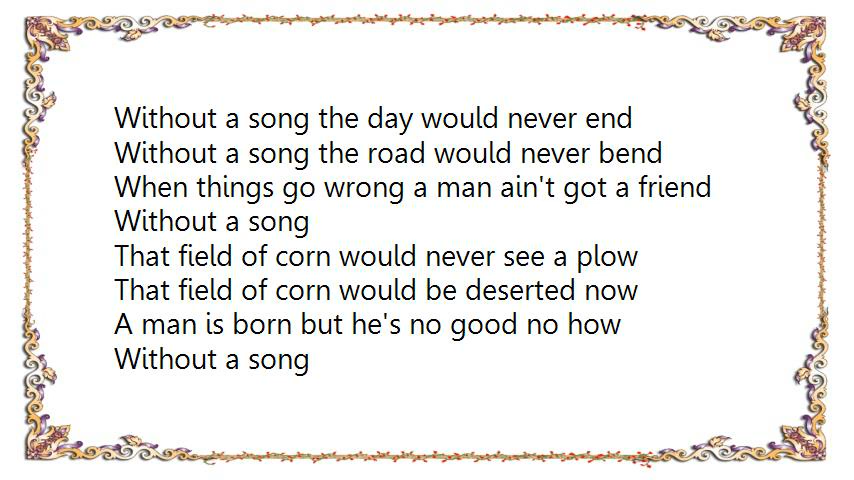 Without a song the day would never end
Without a song the road would never bend
When things go wrong a man ain't got a friend
Without a song
That field of corn would never see a plow
That field of corn would be deserted now
A man is born but he's no good no how
Without a song